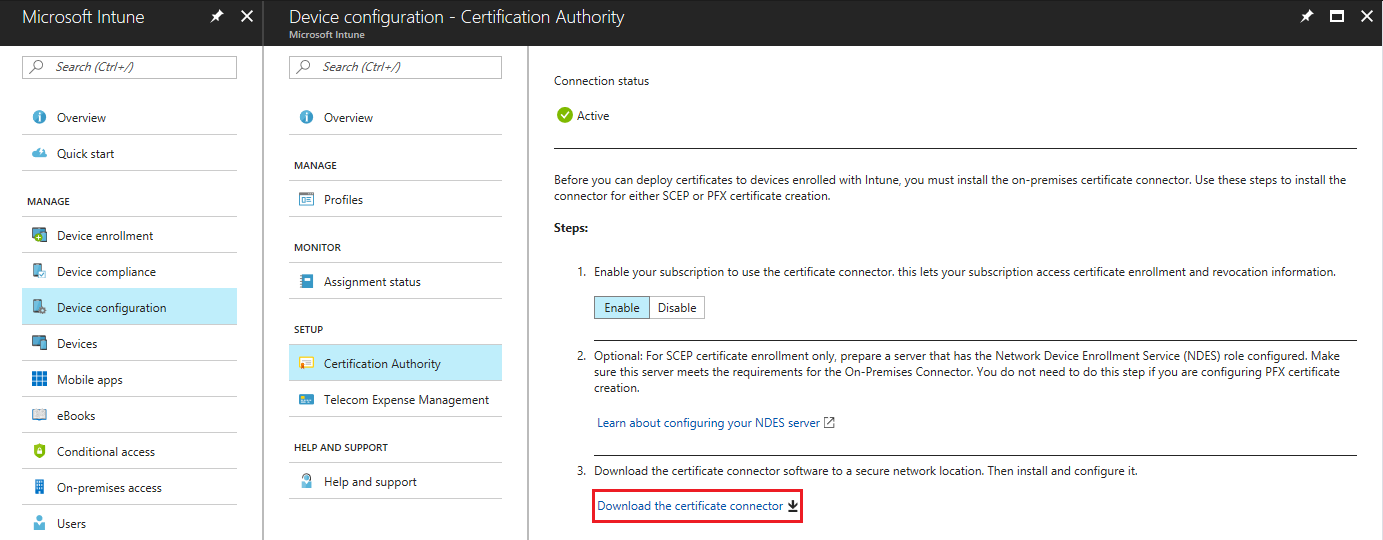 Microsoft Intune
Search (Ctrl+/)
Overview
Quick start
MANAGE
Device enrollment
Device compliance
Device configuration
Devices
Mobile apps
eBooks
Conditional access
On-premises access
Users
Device configuration - Certification Authority
Microsoft Intune
Search (Ctrl+/)
Overview
MANAGE
Profiles
MONITOR
Assignment status
SETUP
Certification Authority
Telecom Expense Management
HELP AND SUPPORT
Help and support
Connection status
Active
Before you can deploy certificates to devices enrolled with Intune, you must install the on-premises certificate connector. Use these steps to install the
connector for either SCEP or PFX certificate creation.
Steps:
1. Enable your subscription to use the certificate connector. this lets your subscription access certificate enrollment and revocation information.
Enable Disable
2. Optional: For SCEP certificate enrollment only, prepare a server that has the Network Device Enrollment Service (NDES) role configured. Make
sure this server meets the requirements for the On-Premises Connector. You do not need to do this step if you are configuring PFX certificate
creation.
Learn about configuring your NDES server
3. Download the certificate connector software to a secure network location. Then install and configure it.
Download the certificate connector